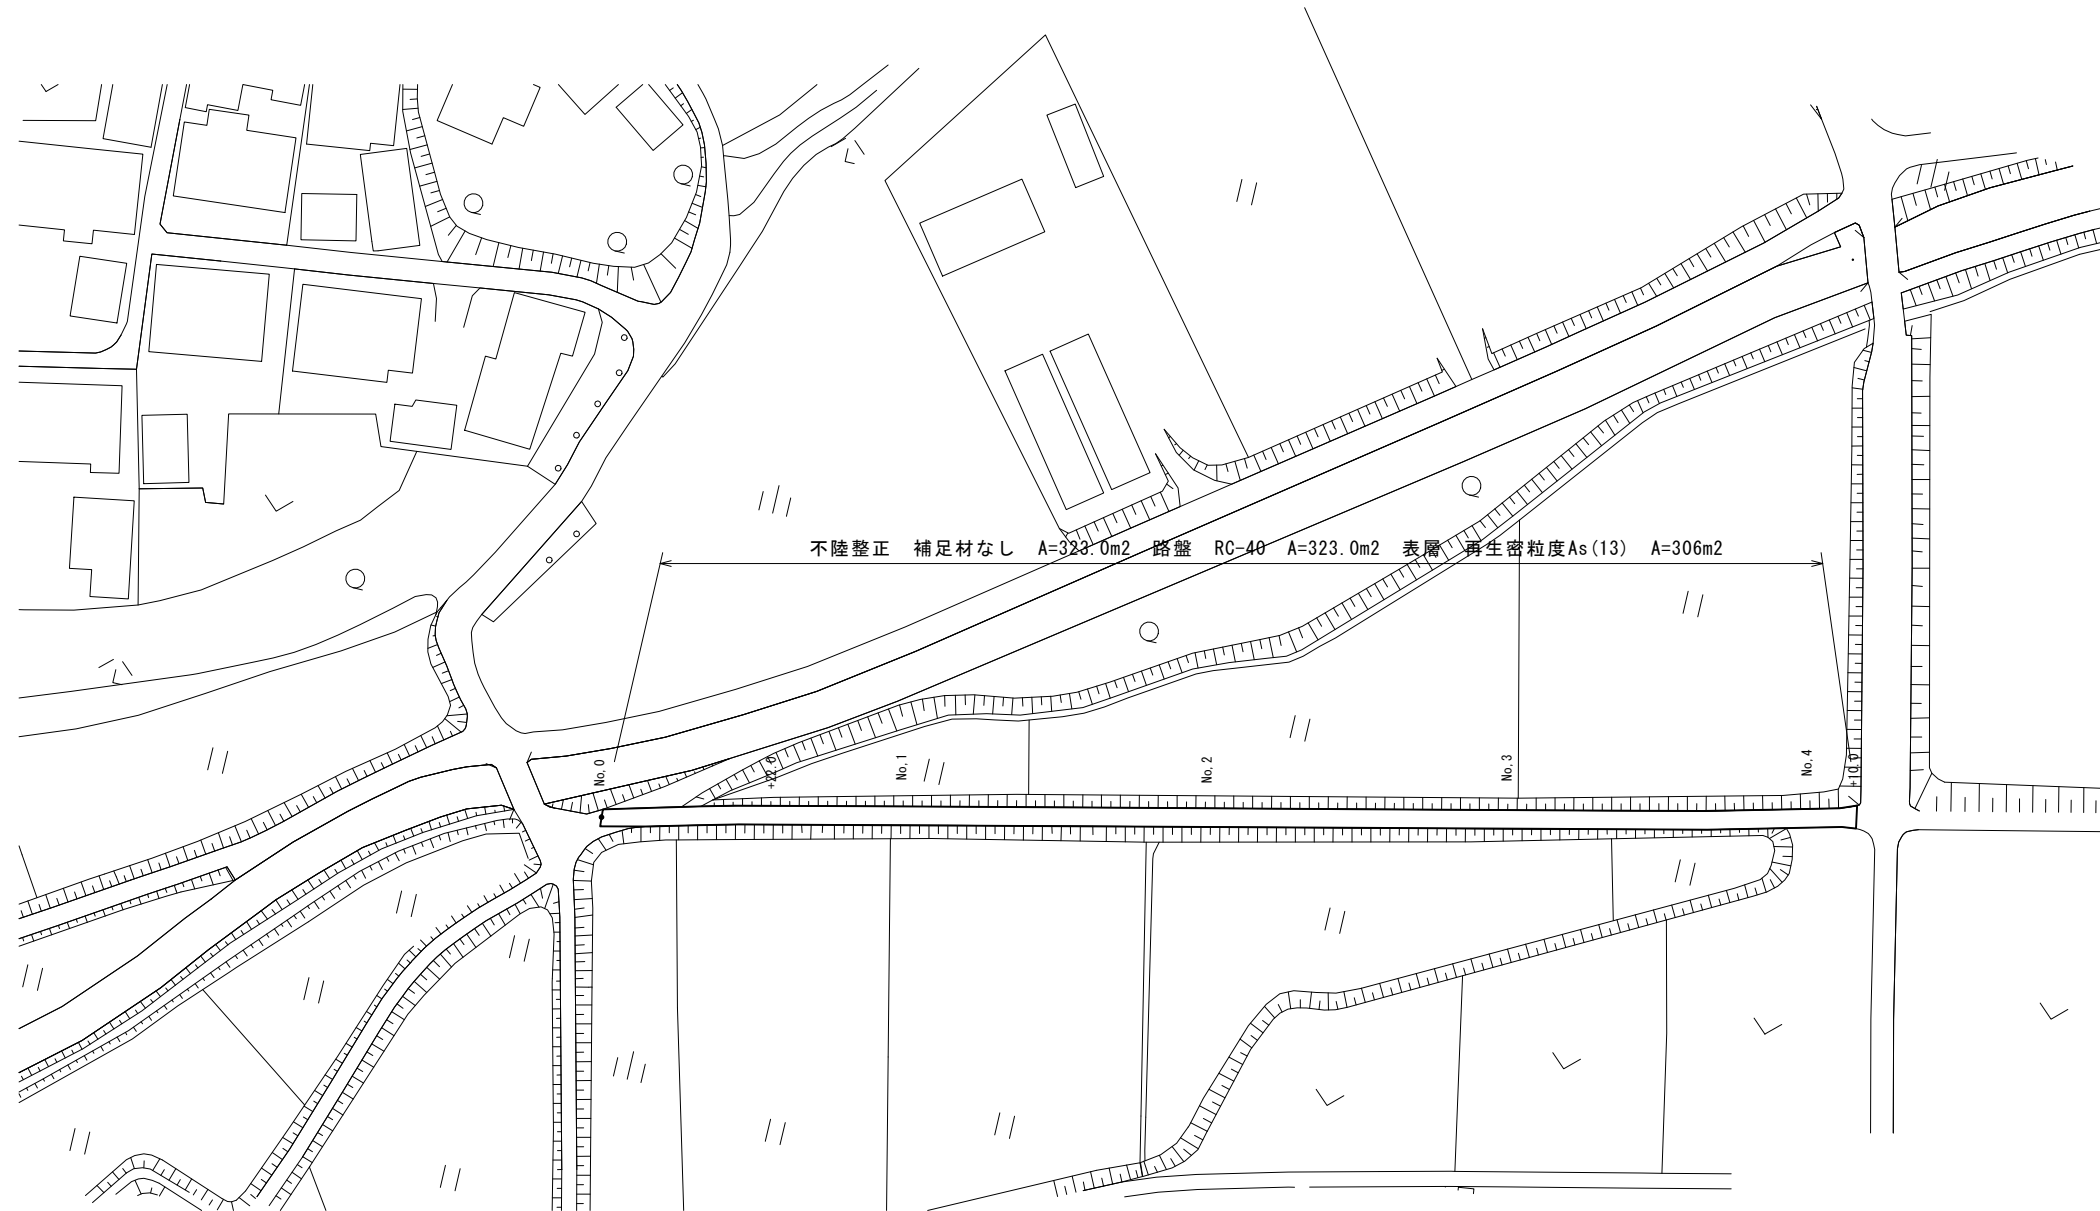 不陸整正　補足材なし　A=323.0m2　路盤　RC-40　A=323.0m2　表層　再生密粒度As(13)　A=306m2
No,0
+22.0
No,1
No,2
No,3
No,4
+10.0